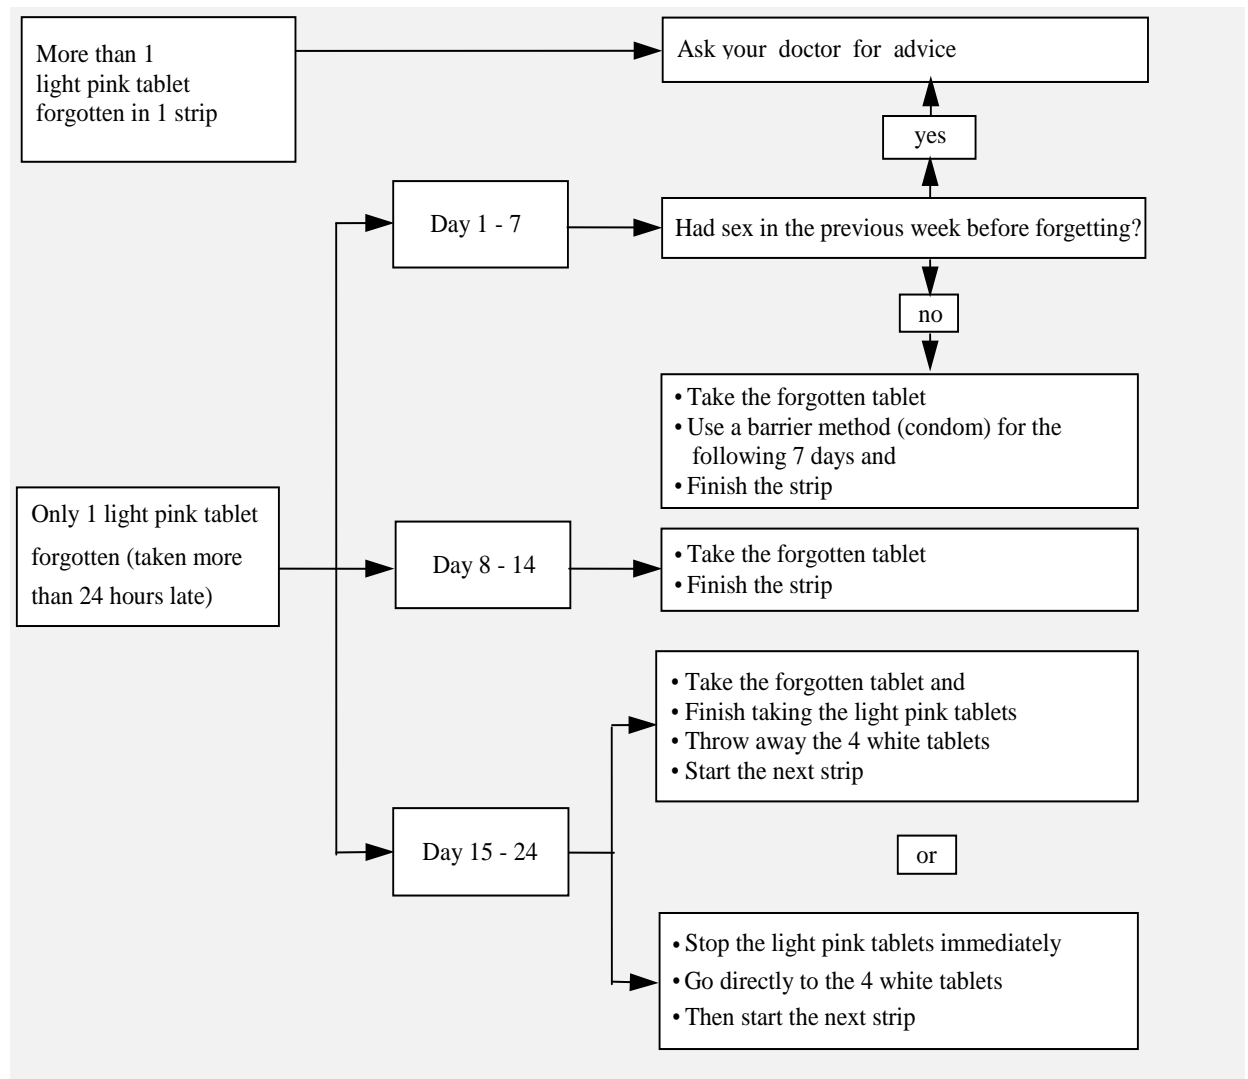 More than 1
light pink tablet
forgotten in 1 strip
Ask your doctor for advice
yes
Day 1 - 7
Had sex in the previous week before forgetting?
no
• Take the forgotten tablet
• Use a barrier method (condom) for the
following 7 days and
• Finish the strip
Only 1 light pink tablet
forgotten (taken more
than 24 hours late)
Day 8 - 14
• Take the forgotten tablet
• Finish the strip
• Take the forgotten tablet and
• Finish taking the light pink tablets
• Throw away the 4 white tablets
• Start the next strip
Day 15 - 24
or
• Stop the light pink tablets immediately
• Go directly to the 4 white tablets
• Then start the next strip